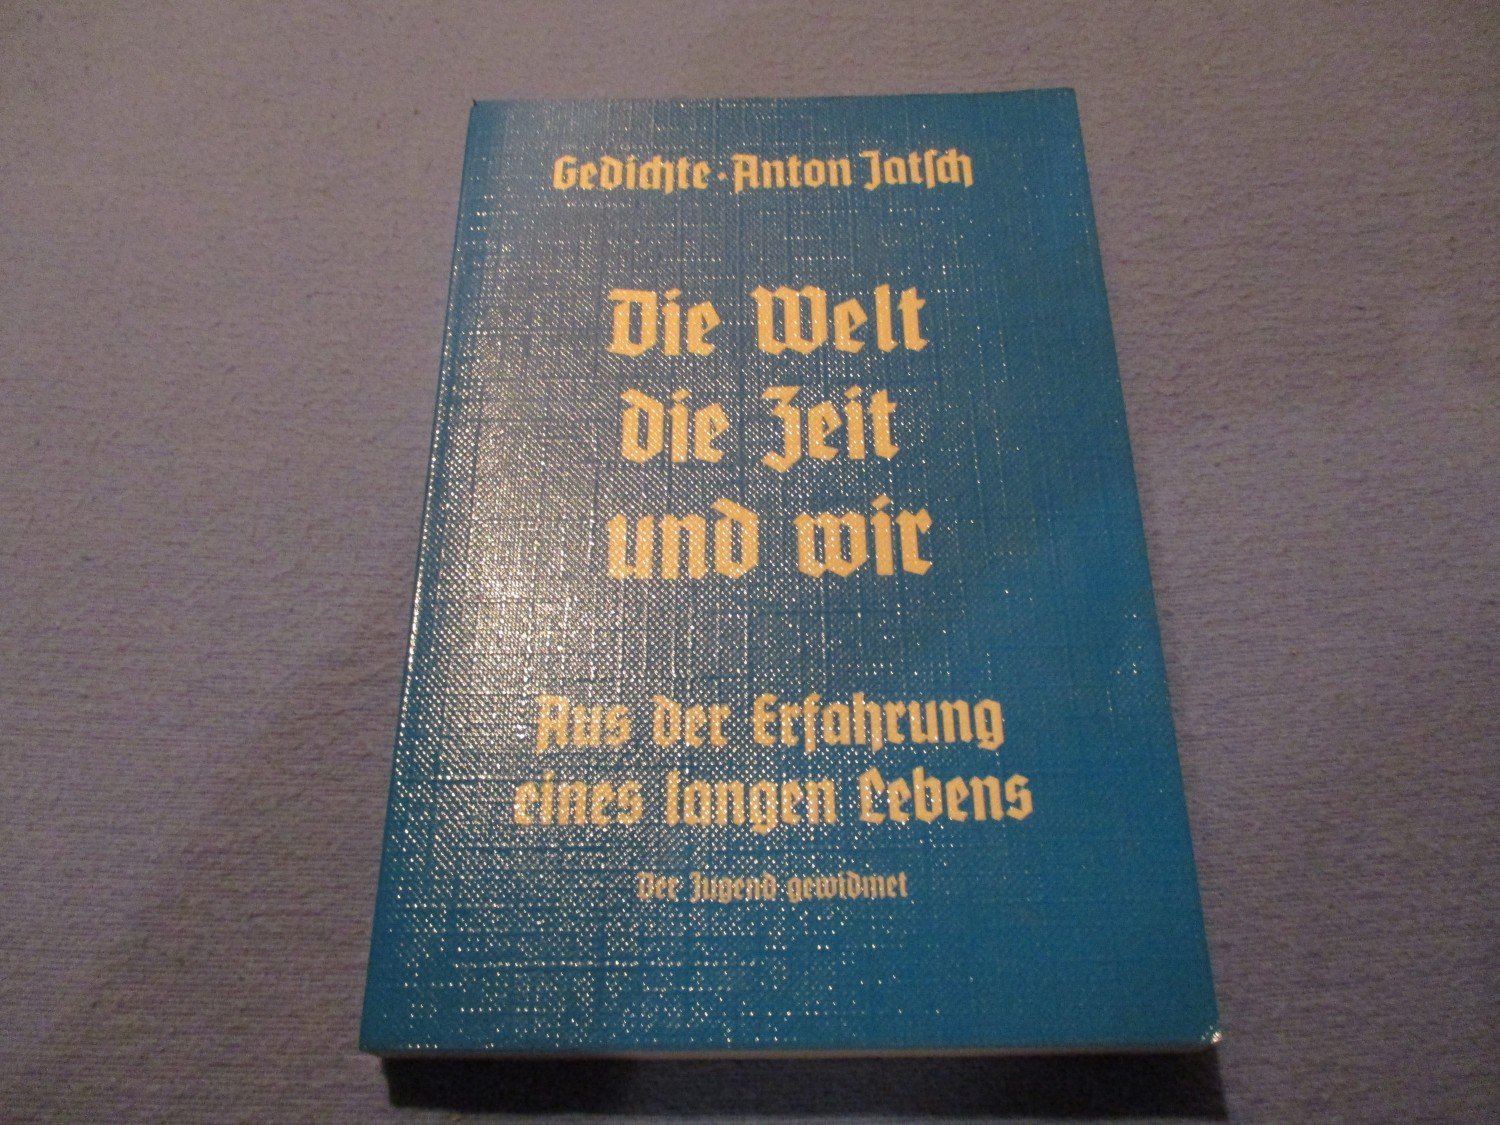 Gedichte · Anton Jatſch
Die Welt
die Zeit
und wir
Aus der Erfahrung
eines langen Lebens
Der Jugend gewidmet